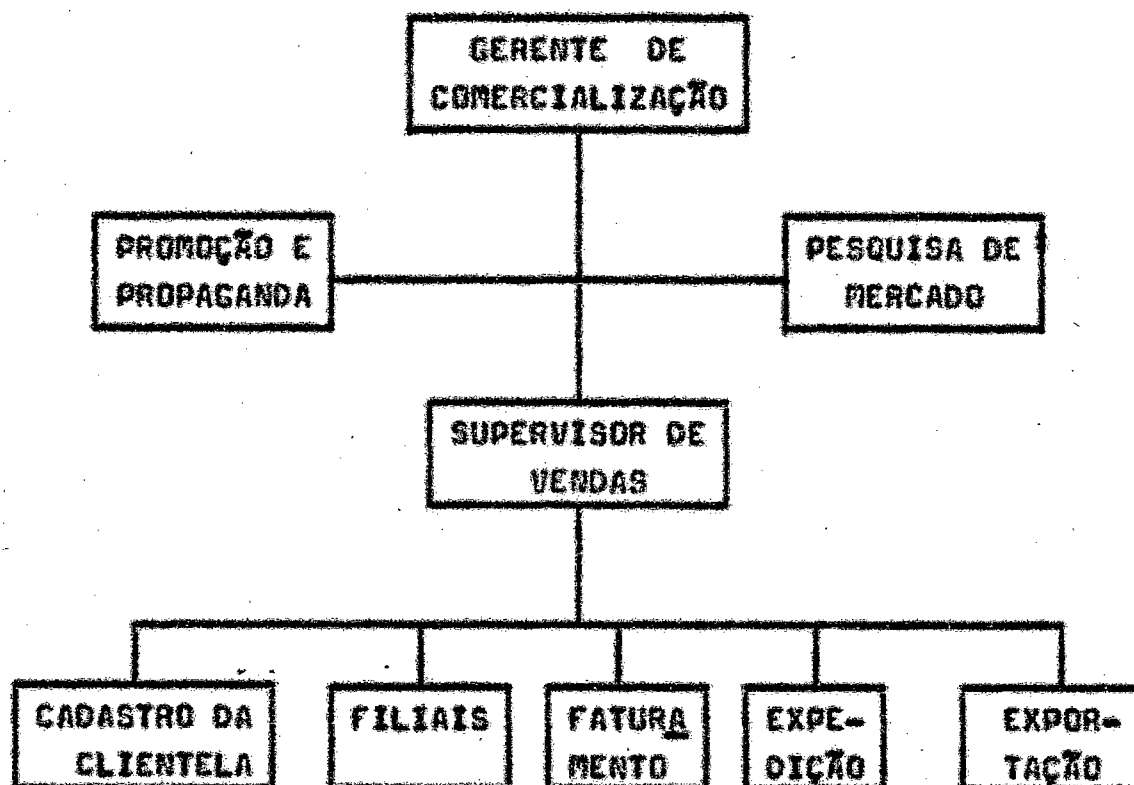 GERENTE DE
COMERCIALIZAÇÃO
PROMOÇÃO E
PROPAGANDA
PESQUISA DE
MERCADO
SUPERVISOR DE
VENDAS
CADASTRO DA
CLIENTELA
FILIAIS
FATURA
MENTO
EXPE-
DIÇÃO
EXPOR-
TAÇÃO